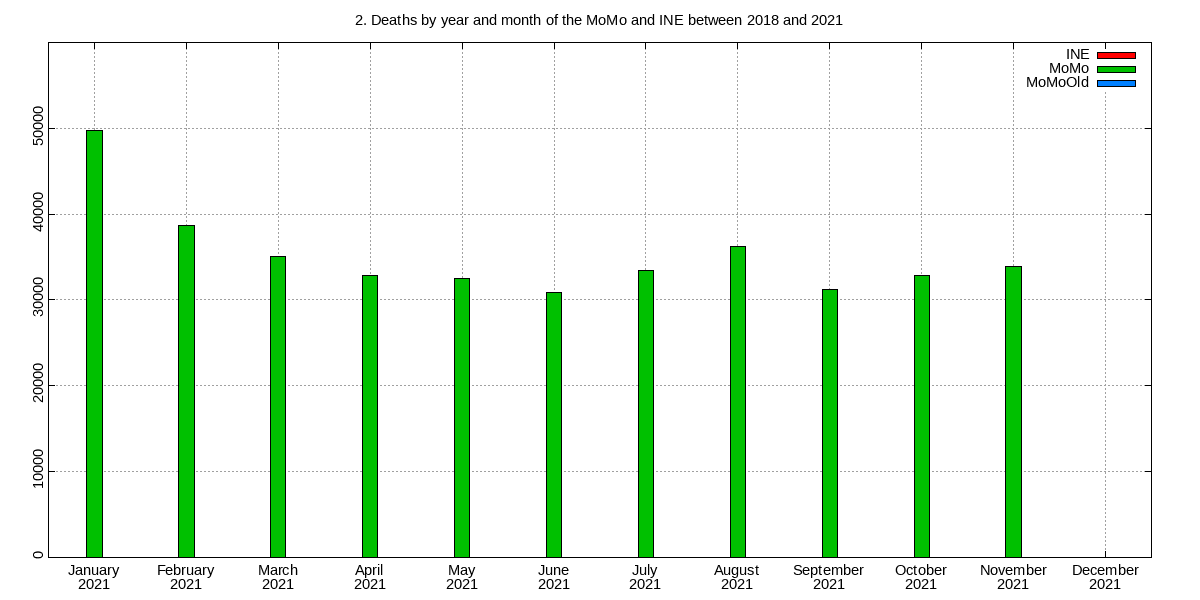 2. Deaths by year and month of the MoMo and INE between 2018 and 2021
INE
MoMo
MoMoOld
50000
40000
30000
20000
10000
0
January February March April May June July August September October November December
2021 2021 2021 2021 2021 2021 2021 2021 2021 2021 2021 2021